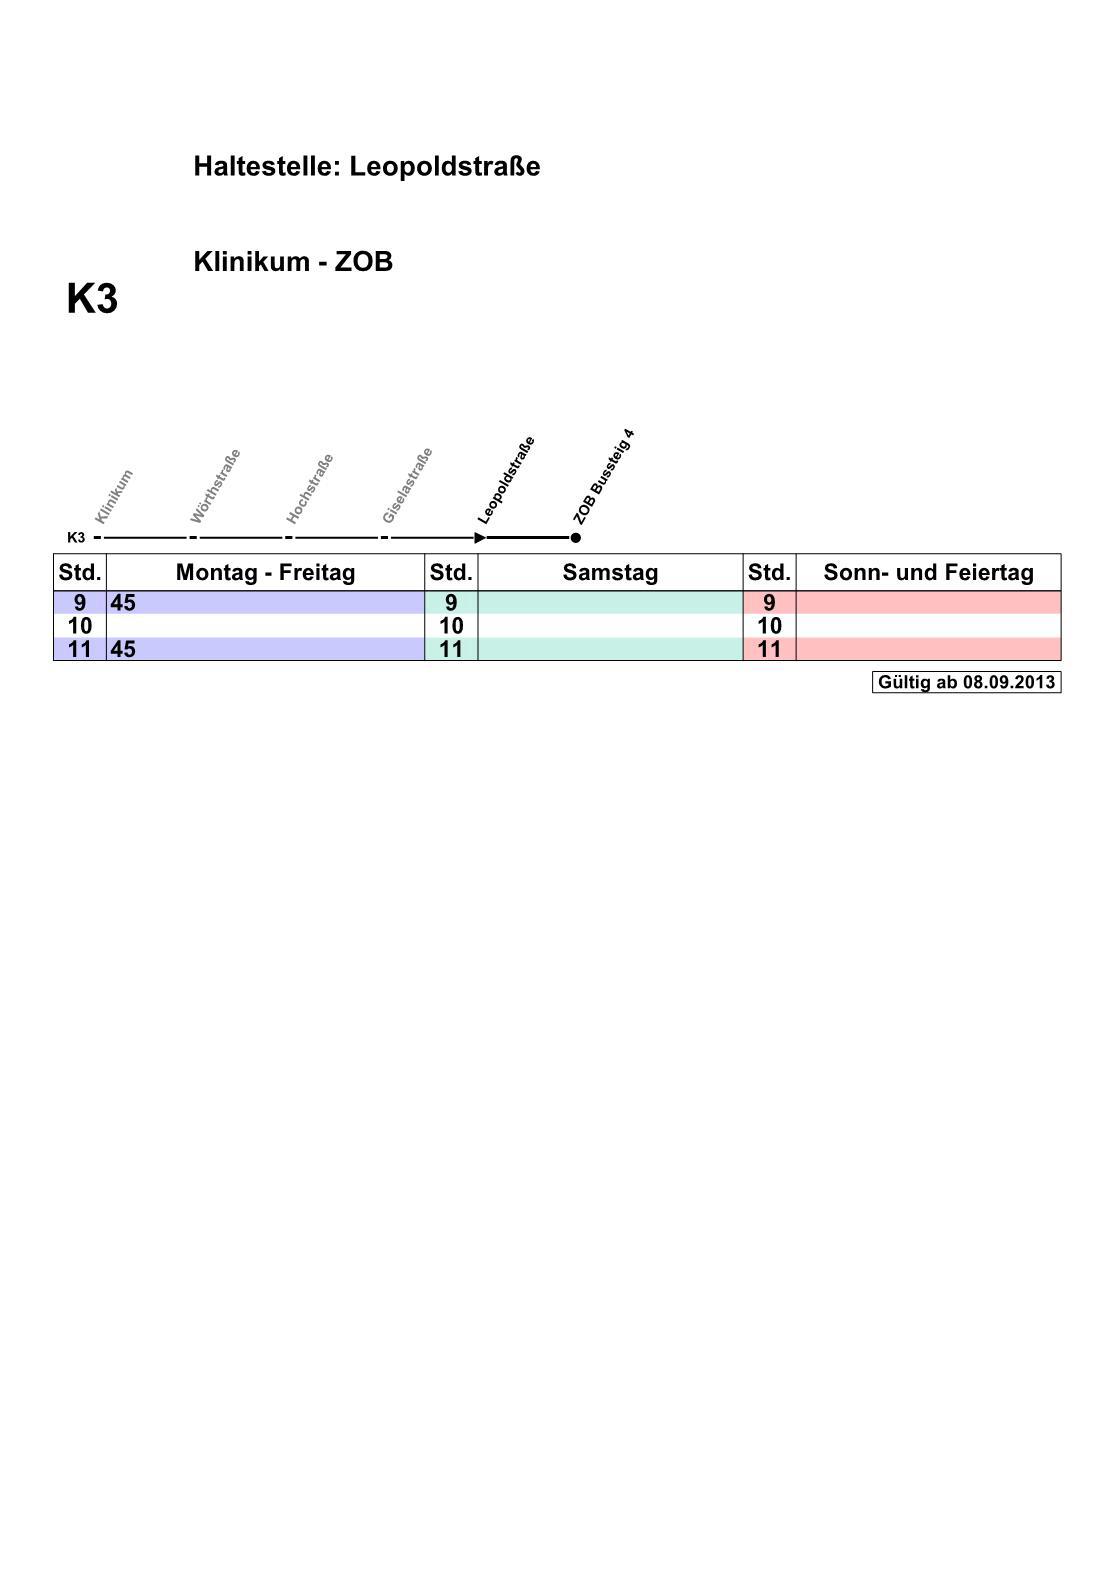 Haltestelle: Leopoldstraße
Klinikum - ZOB
K3
Klinikum
Wörthstraße
Hochstraße
Giselastraße
Leopoldstraße
ZOB Bussteig 4
K3
Std. Montag - Freitag Std. Samstag Std. Sonn- und Feiertag
9 45 9 9
10 10 10
11 45 11 11
Gültig ab 08.09.2013